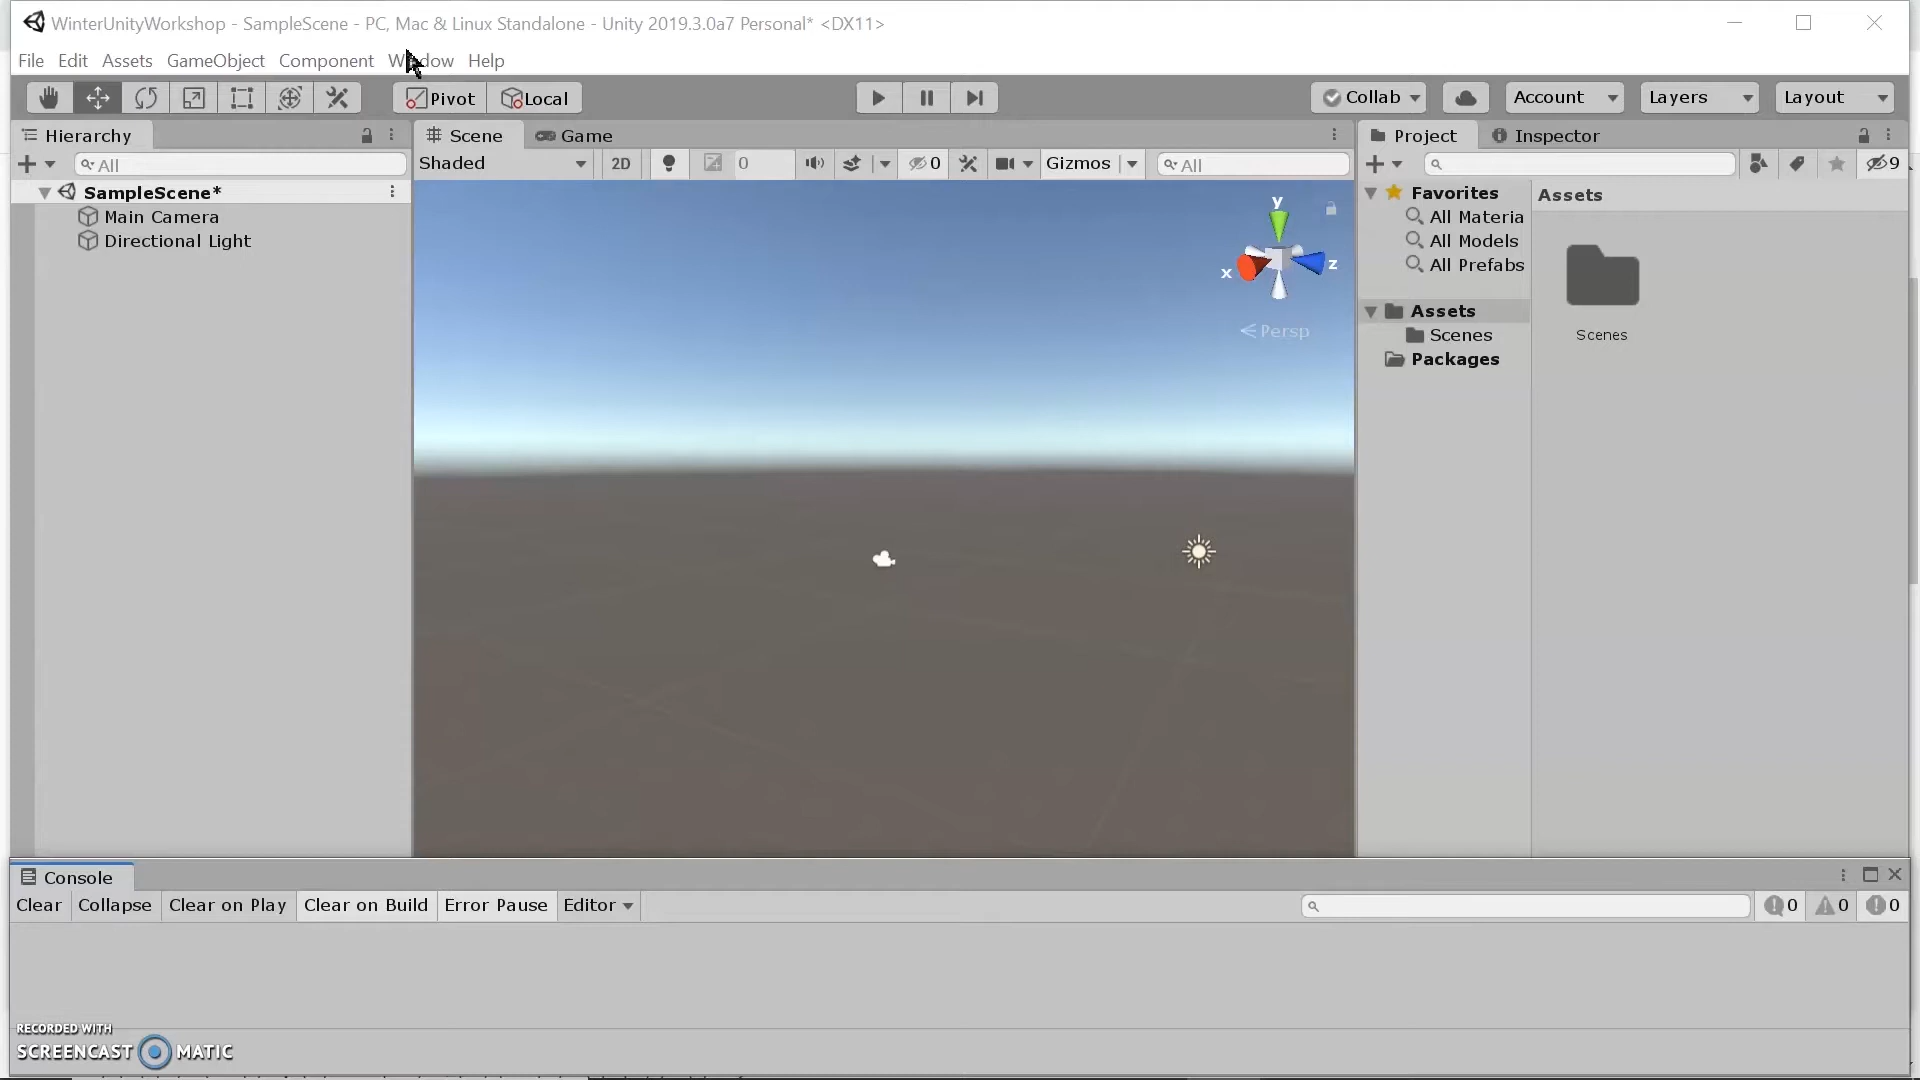 WinterUnityWorkshop - SampleScene - PC, Mac & Linux Standalone - Unity 2019.3.0a7 Personal* <DX11>
File Edit Assets GameObject Component Window Help
Pivot Local Collab Account Layers Layout
Hierarchy Scene Game Project Inspector
All Shaded 2D 0 0 Gizmos All 9
SampleScene* Favorites Assets
Main Camera y All Materia
Directional Light All Models
x z All Prefabs
Assets
Persp Scenes Scenes
Packages
Console
Clear Collapse Clear on Play Clear on Build Error Pause Editor 0 0 0
RECORDED WITH
SCREENCAST MATIC